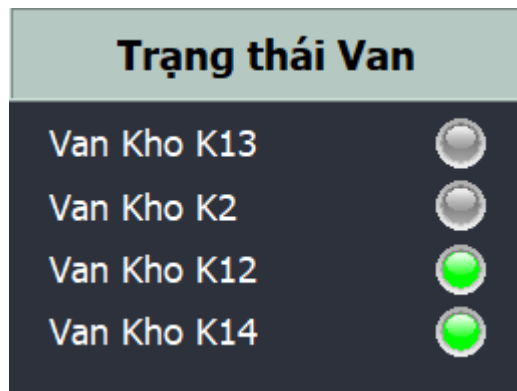 Trạng thái Van
Van Kho K13
Van Kho K2
Van Kho K12
Van Kho K14